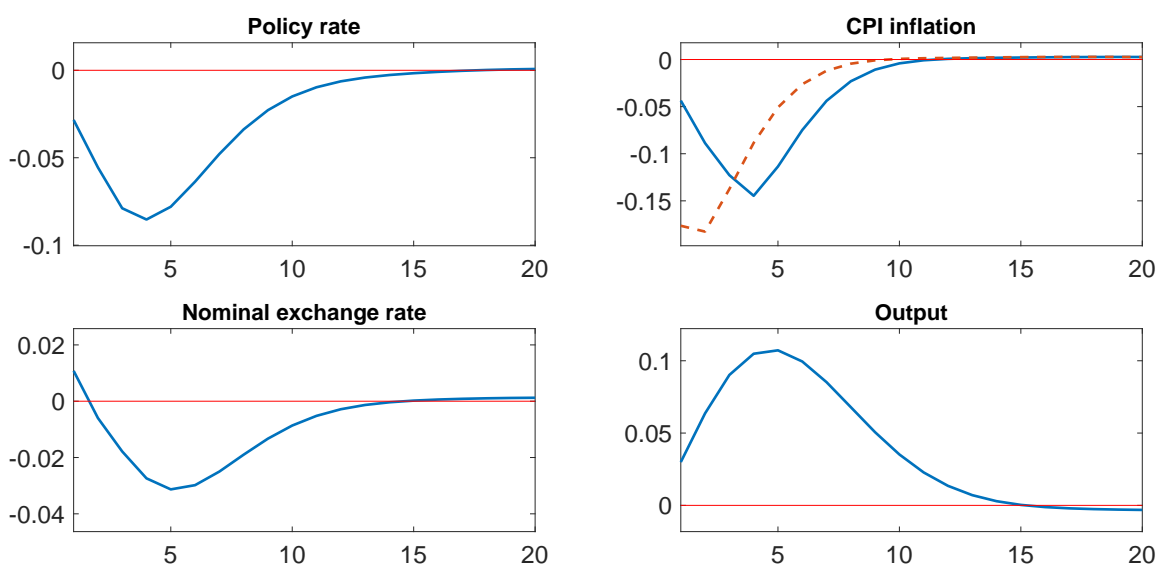 Policy rate
0
-0.05
-0.1
5 10 15 20
CPI inflation
0
-0.05
-0.1
-0.15
5 10 15 20
Nominal exchange rate
0.02
0
-0.02
-0.04
5 10 15 20
Output
0.1
0.05
0
5 10 15 20